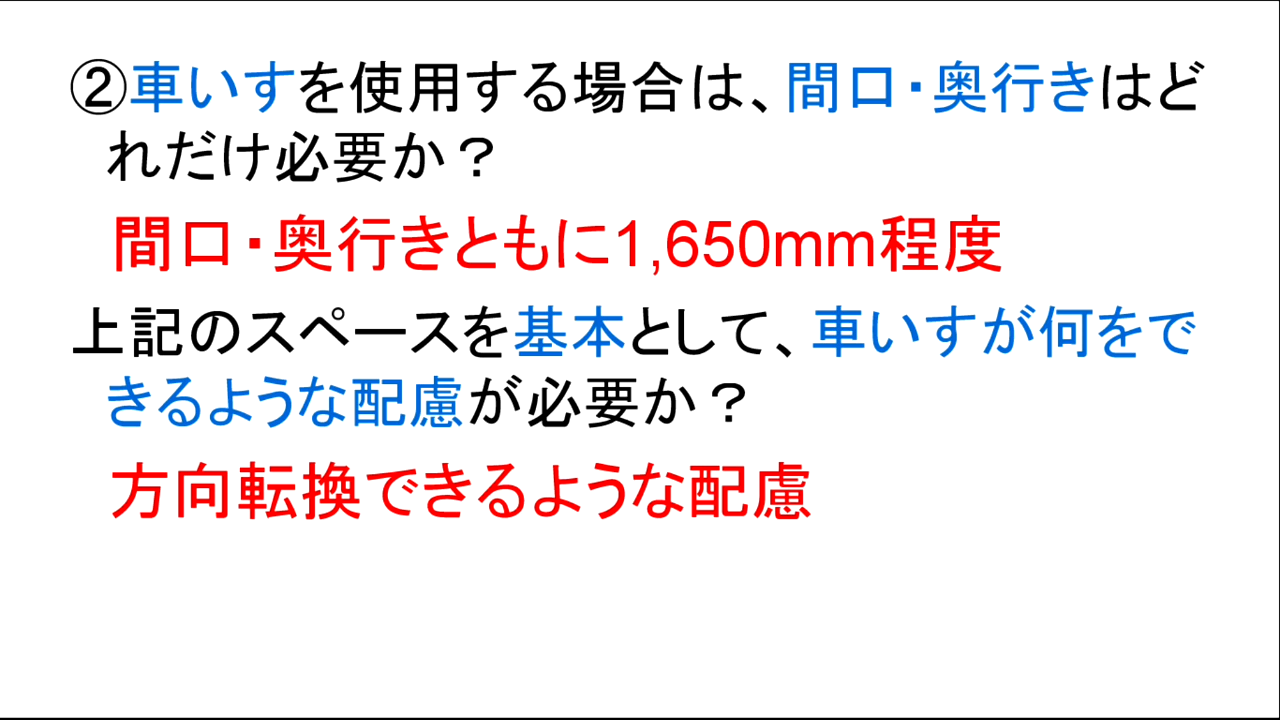 ②車いすを使用する場合は、間口・奥行きはど
れだけ必要か？
間口・奥行きともに1,650mm程度
上記のスペースを基本として、車いすが何をで
きるような配慮が必要か？
方向転換できるような配慮